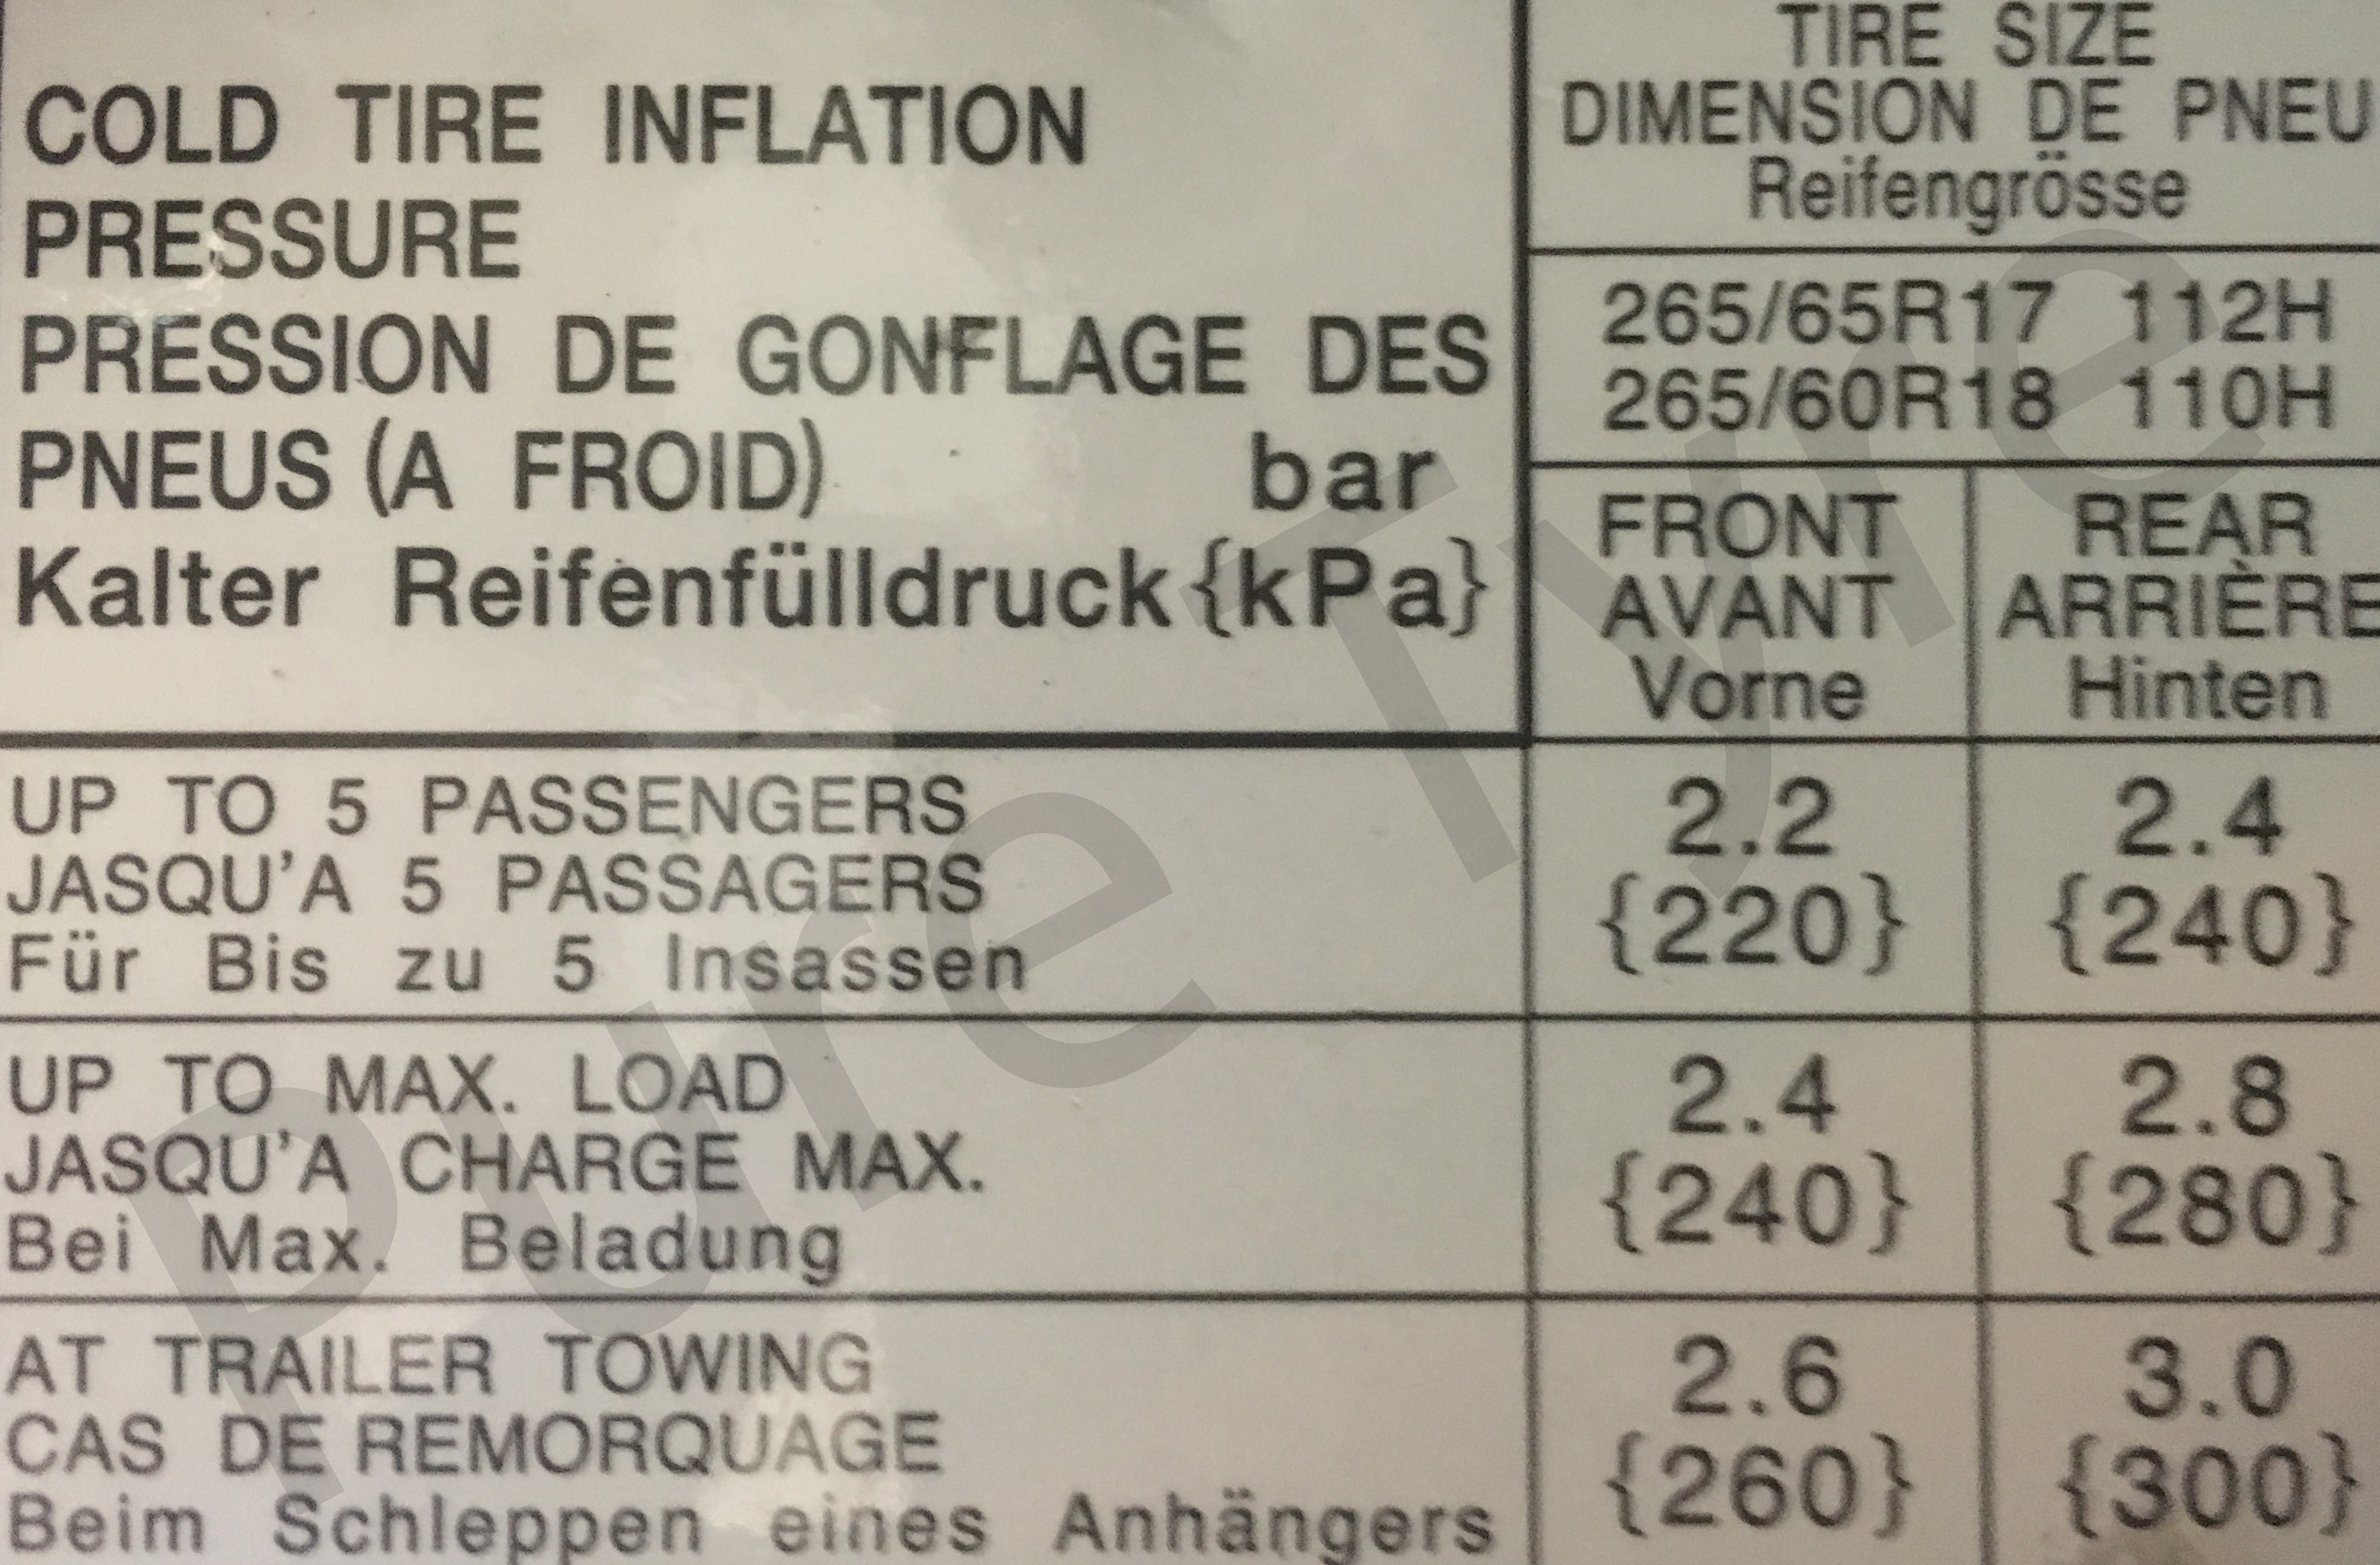 COLD TIRE INFLATION
PRESSURE
PRESSION DE GONFLAGE DES
PNEUS (A FROID) bar
Kalter Reifenfülldruck {kPa}
TIRE SIZE
DIMENSION DE PNEU
Reifengrösse
265/65R17 112H
265/60R18 110H
FRONT
AVANT
Vorne
REAR
ARRIÈRE
Hinten
UP TO 5 PASSENGERS
JASQU'A 5 PASSAGERS
Für Bis zu 5 Insassen
2.2
{220}
2.4
{240}
UP TO MAX. LOAD
JASQU'A CHARGE MAX.
Bei Max. Beladung
2.4
{240}
2.8
{280}
AT TRAILER TOWING
CAS DE REMORQUAGE
Beim Schleppen eines Anhängers
2.6
{260}
3.0
{300}
Pure Tyre